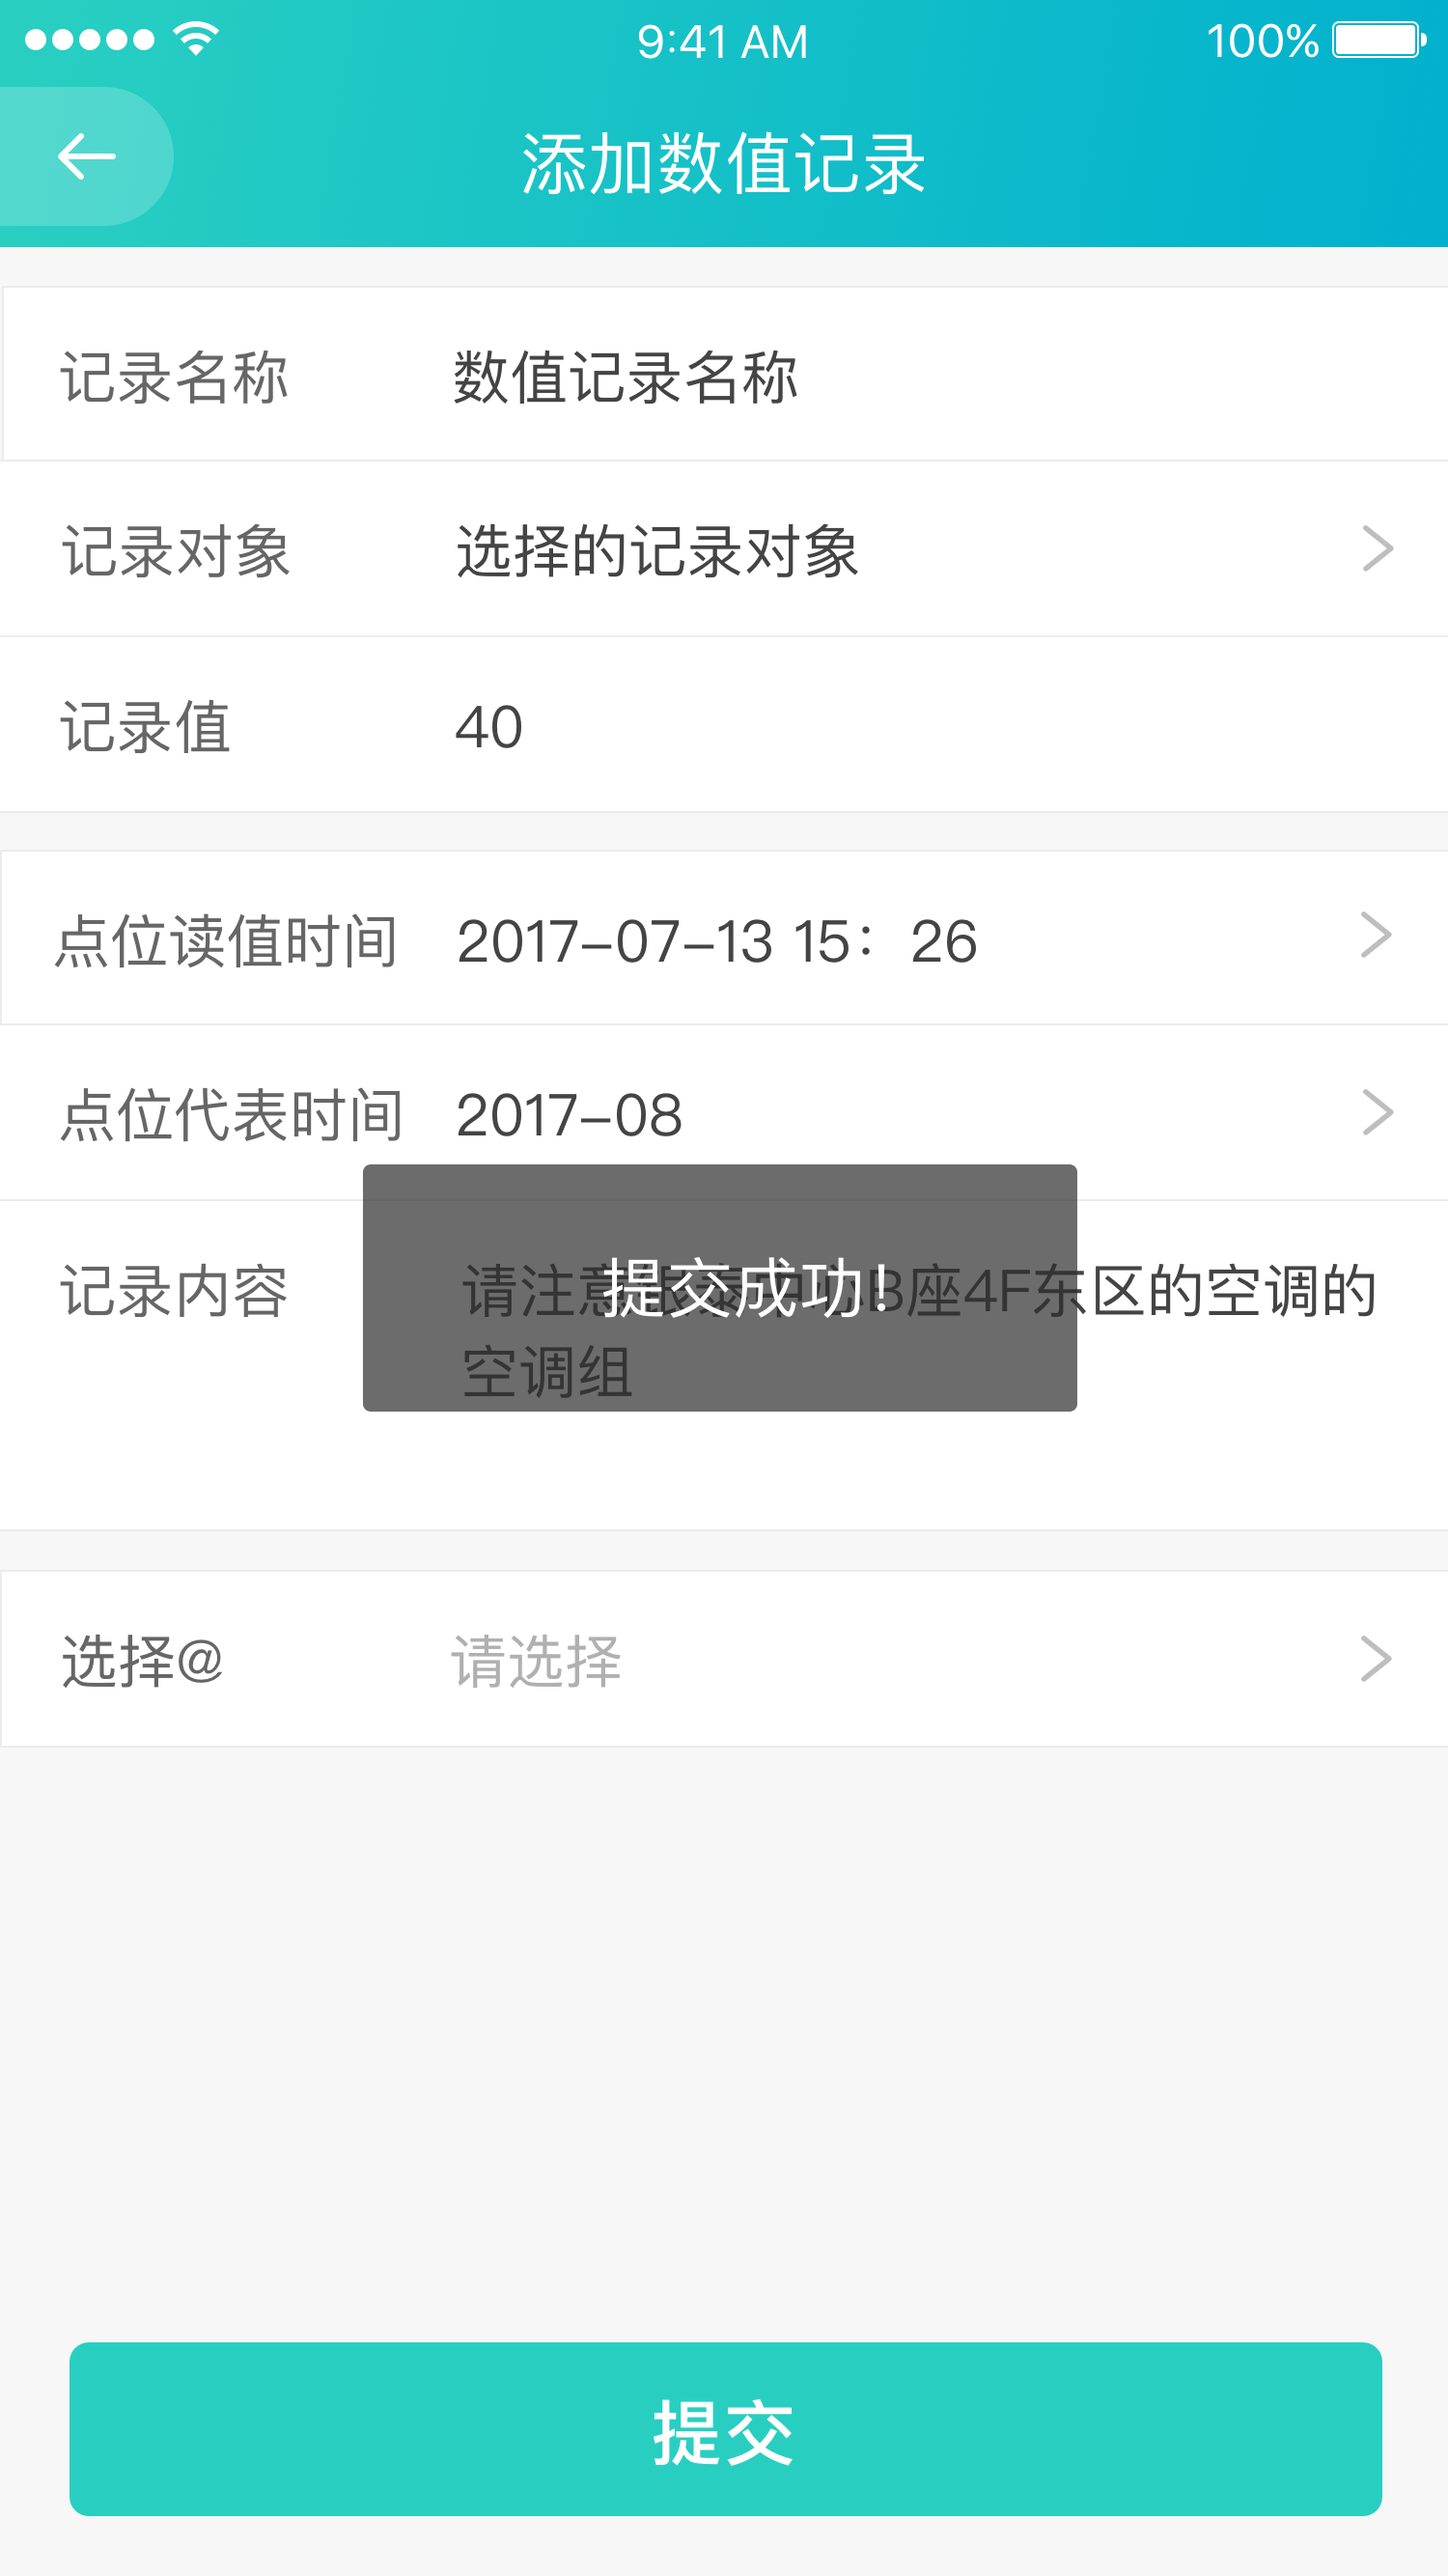 9:41 AM
100%
添加数值记录
记录名称 数值记录名称
记录对象 选择的记录对象
记录值 40
点位读值时间 2017-07-13 15：26
点位代表时间 2017-08
记录内容 请注意 B座4F东区的空调的
空调组
提交成功！
选择@ 请选择
提交